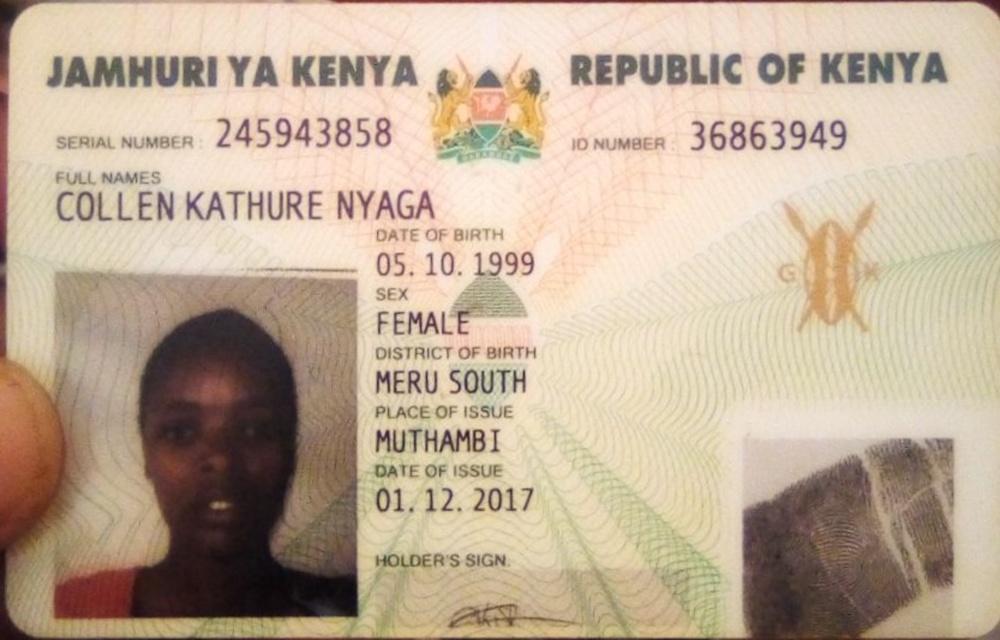 JAMHURI YA KENYA REPUBLIC OF KENYA
SERIAL NUMBER : 245943858 ID NUMBER : 36863949
FULL NAMES
COLLEN KATHURE NYAGA
DATE OF BIRTH
05. 10. 1999
SEX
FEMALE
DISTRICT OF BIRTH
MERU SOUTH
PLACE OF ISSUE
MUTHAMBI
DATE OF ISSUE
01. 12. 2017
HOLDER'S SIGN.